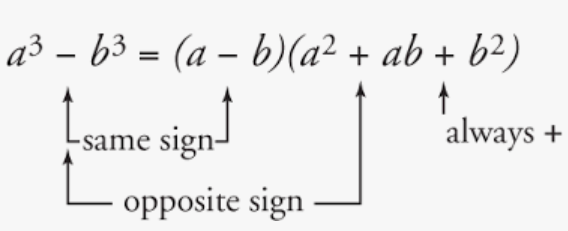 a³ − b³ = (a − b)(a² + ab + b²)
same sign
always +
opposite sign